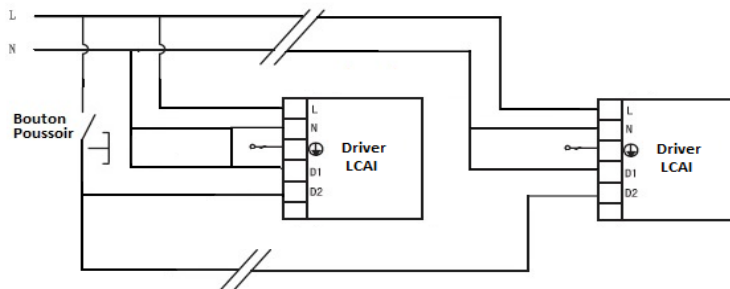 L
N
Bouton
Poussoir
L
N
D1
D2
Driver
LCAI
L
N
D1
D2
Driver
LCAI